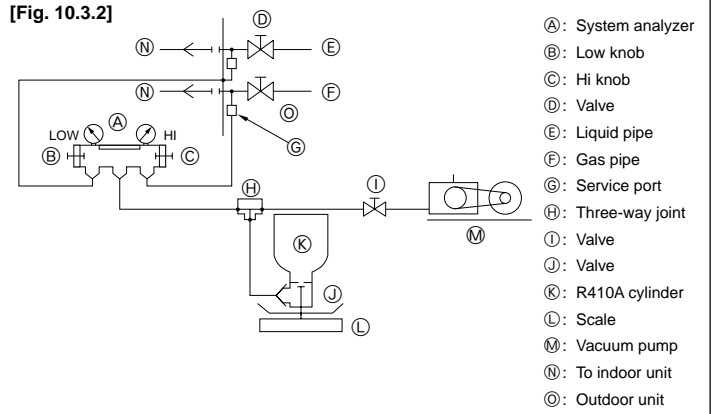 [Fig. 10.3.2]
Ⓓ
Ⓝ
Ⓔ
Ⓝ
Ⓕ
Ⓞ
Ⓐ
LOW
HI
Ⓑ
Ⓒ
Ⓖ
Ⓗ
Ⓘ
Ⓚ
Ⓜ
Ⓙ
Ⓛ
Ⓐ: System analyzer
Ⓑ: Low knob
Ⓒ: Hi knob
Ⓓ: Valve
Ⓔ: Liquid pipe
Ⓕ: Gas pipe
Ⓖ: Service port
Ⓗ: Three-way joint
Ⓘ: Valve
Ⓙ: Valve
Ⓚ: R410A cylinder
Ⓛ: Scale
Ⓜ: Vacuum pump
Ⓝ: To indoor unit
Ⓞ: Outdoor unit